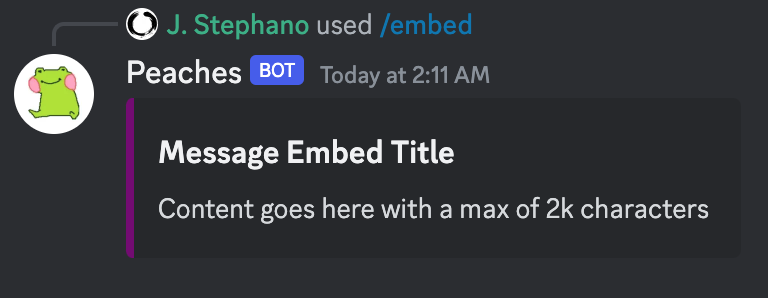 J. Stephano used /embed
Peaches BOT Today at 2:11 AM
Message Embed Title
Content goes here with a max of 2k characters